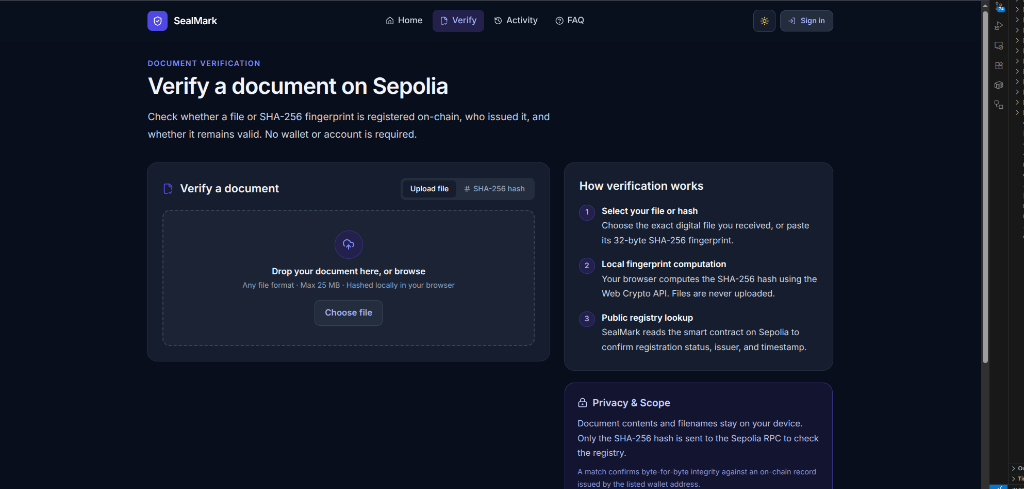 SealMark
Home
Verify
Activity
FAQ
Sign in
DOCUMENT VERIFICATION
Verify a document on Sepolia
Check whether a file or SHA-256 fingerprint is registered on-chain, who issued it, and
whether it remains valid. No wallet or account is required.
Verify a document
Upload file
# SHA-256 hash
Drop your document here, or browse
Any file format · Max 25 MB · Hashed locally in your browser
Choose file
How verification works
1
Select your file or hash
Choose the exact digital file you received, or paste
its 32-byte SHA-256 fingerprint.
2
Local fingerprint computation
Your browser computes the SHA-256 hash using the
Web Crypto API. Files are never uploaded.
3
Public registry lookup
SealMark reads the smart contract on Sepolia to
confirm registration status, issuer, and timestamp.
Privacy & Scope
Document contents and filenames stay on your device.
Only the SHA-256 hash is sent to the Sepolia RPC to check
the registry.
A match confirms byte-for-byte integrity against an on-chain record
issued by the listed wallet address.